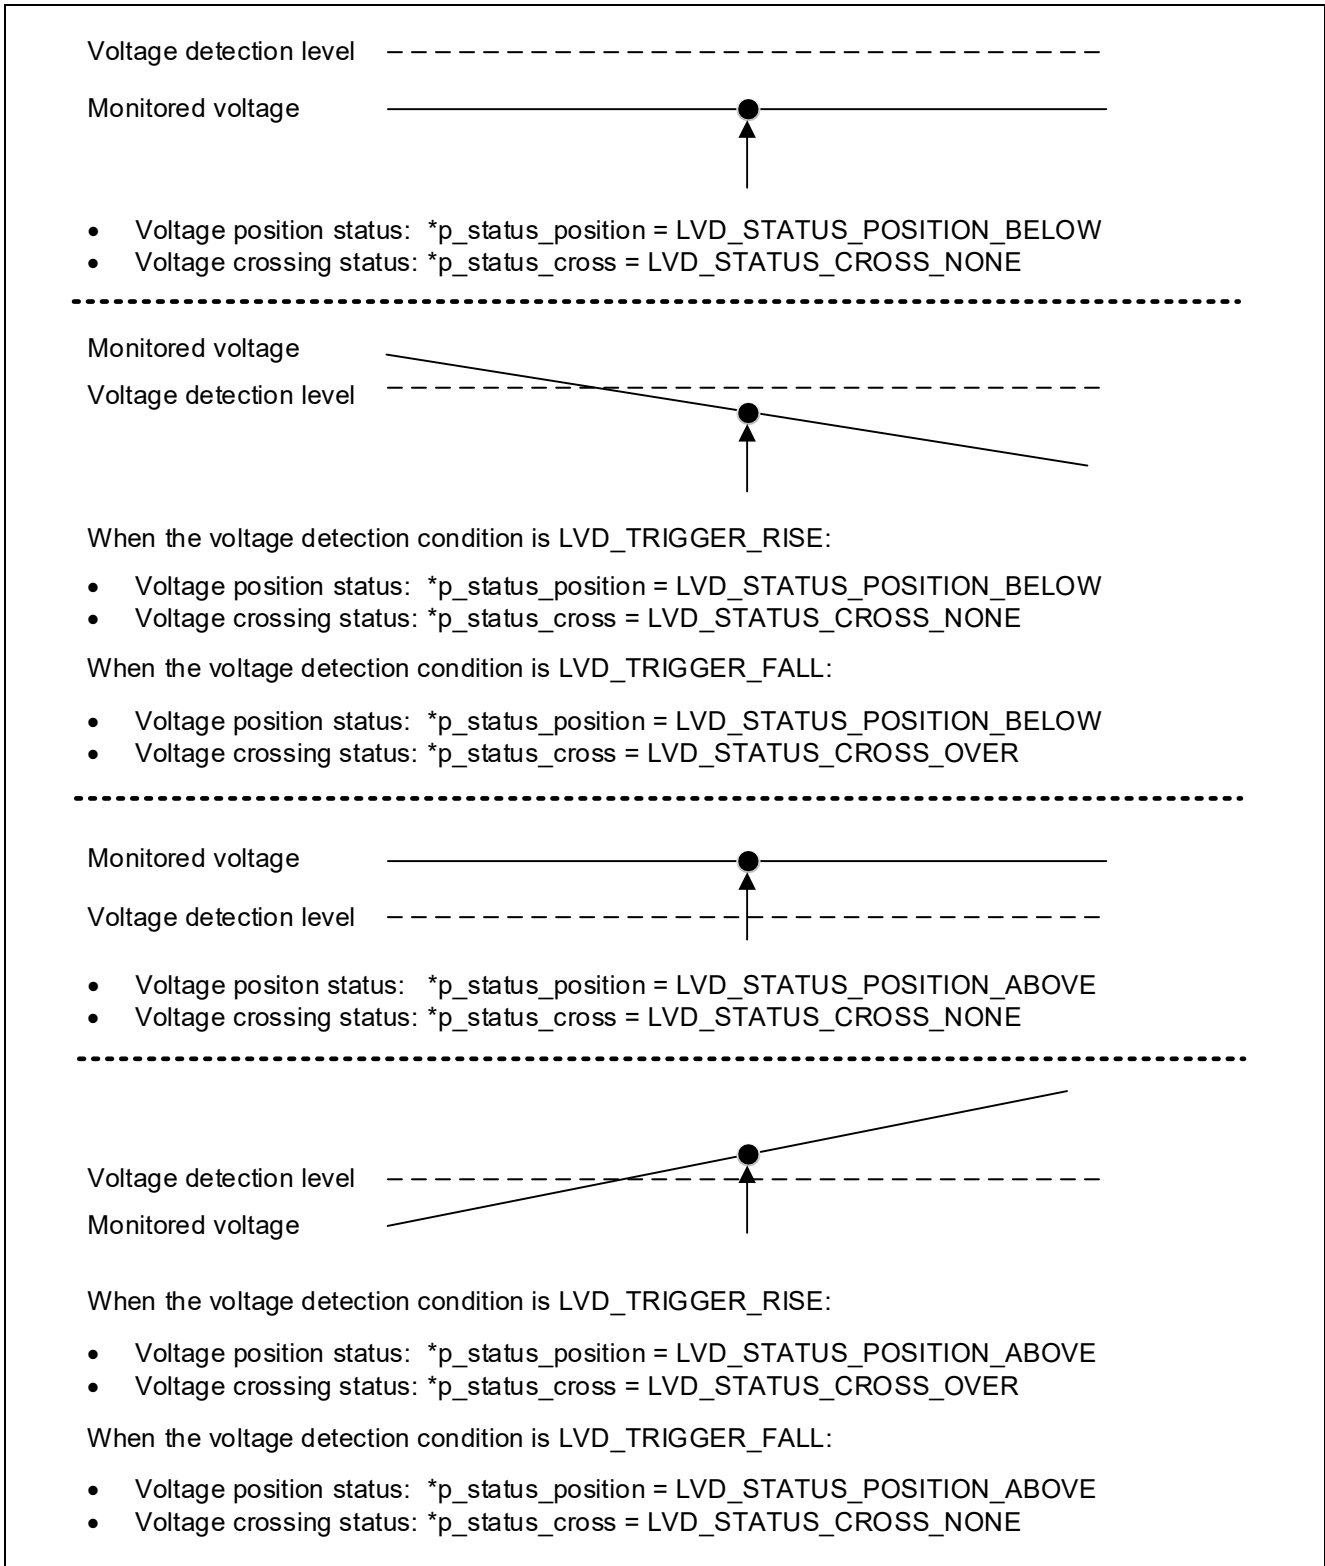 Voltage detection level
Monitored voltage
• Voltage position status: *p_status_position = LVD_STATUS_POSITION_BELOW
• Voltage crossing status: *p_status_cross = LVD_STATUS_CROSS_NONE
Monitored voltage
Voltage detection level
When the voltage detection condition is LVD_TRIGGER_RISE:
• Voltage position status: *p_status_position = LVD_STATUS_POSITION_BELOW
• Voltage crossing status: *p_status_cross = LVD_STATUS_CROSS_NONE
When the voltage detection condition is LVD_TRIGGER_FALL:
• Voltage position status: *p_status_position = LVD_STATUS_POSITION_BELOW
• Voltage crossing status: *p_status_cross = LVD_STATUS_CROSS_OVER
Monitored voltage
Voltage detection level
• Voltage positon status: *p_status_position = LVD_STATUS_POSITION_ABOVE
• Voltage crossing status: *p_status_cross = LVD_STATUS_CROSS_NONE
Voltage detection level
Monitored voltage
When the voltage detection condition is LVD_TRIGGER_RISE:
• Voltage position status: *p_status_position = LVD_STATUS_POSITION_ABOVE
• Voltage crossing status: *p_status_cross = LVD_STATUS_CROSS_OVER
When the voltage detection condition is LVD_TRIGGER_FALL:
• Voltage position status: *p_status_position = LVD_STATUS_POSITION_ABOVE
• Voltage crossing status: *p_status_cross = LVD_STATUS_CROSS_NONE